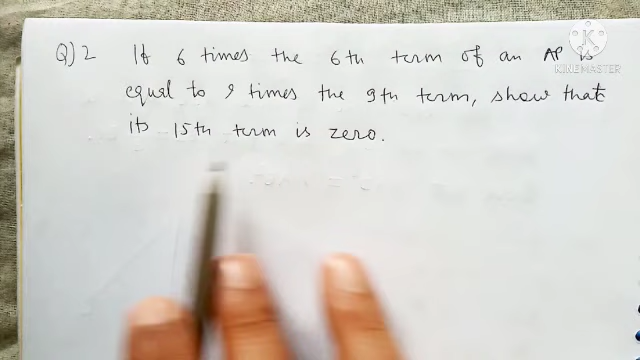 Q)2 If 6 times the 6th term of an AP is
equal to 9 times the 9th term, show that
its 15th term is zero.
KINEMASTER